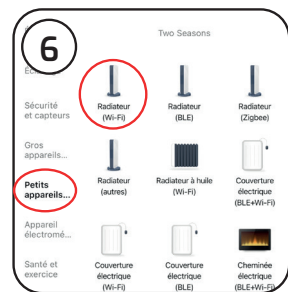 6
Two Seasons
Sécurité
et capteurs
Gros
appareils...
Petits
appareils...
Appareil
électromé...
Santé et
exercice
Radiateur
(Wi-Fi)
Radiateur
(BLE)
Radiateur
(Zigbee)
Radiateur
(autres)
Radiateur à huile
(Wi-Fi)
Couverture
électrique
(BLE+Wi-Fi)
Couverture
électrique
(Wi-Fi)
Couverture
électrique
(BLE)
Cheminée
électrique
(BLE+Wi-Fi)